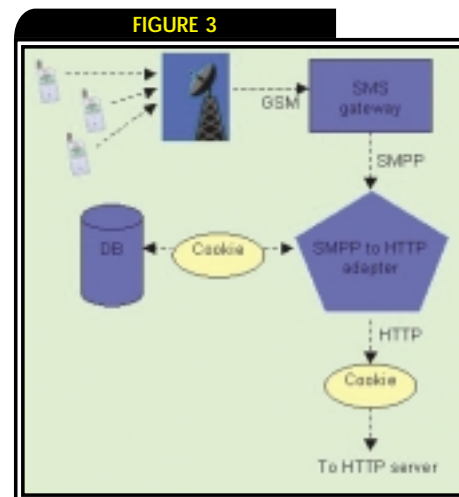 FIGURE 3
SMS
gateway
GSM
SMPP
DB
Cookie
SMPP to HTTP
adapter
HTTP
Cookie
To HTTP server